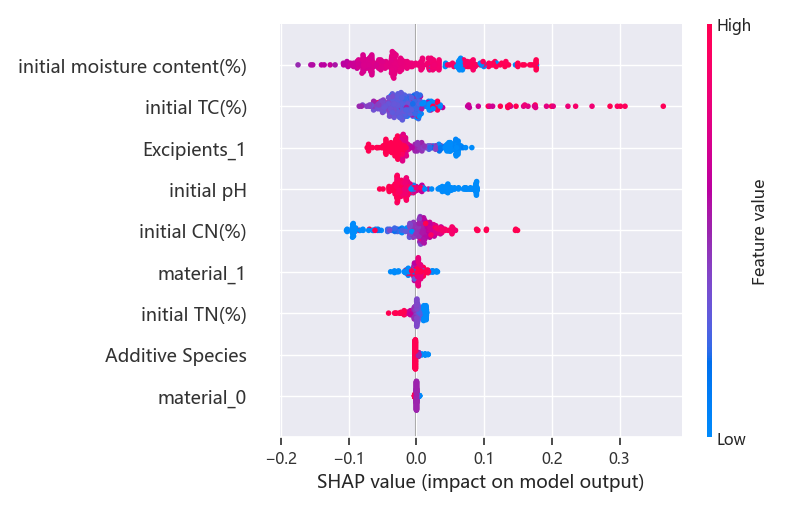 High
initial moisture content(%)
initial TC(%)
Excipients_1
initial pH
initial CN(%)
material_1
initial TN(%)
Additive Species
material_0
Feature value
Low
−0.2 −0.1 0.0 0.1 0.2 0.3
SHAP value (impact on model output)